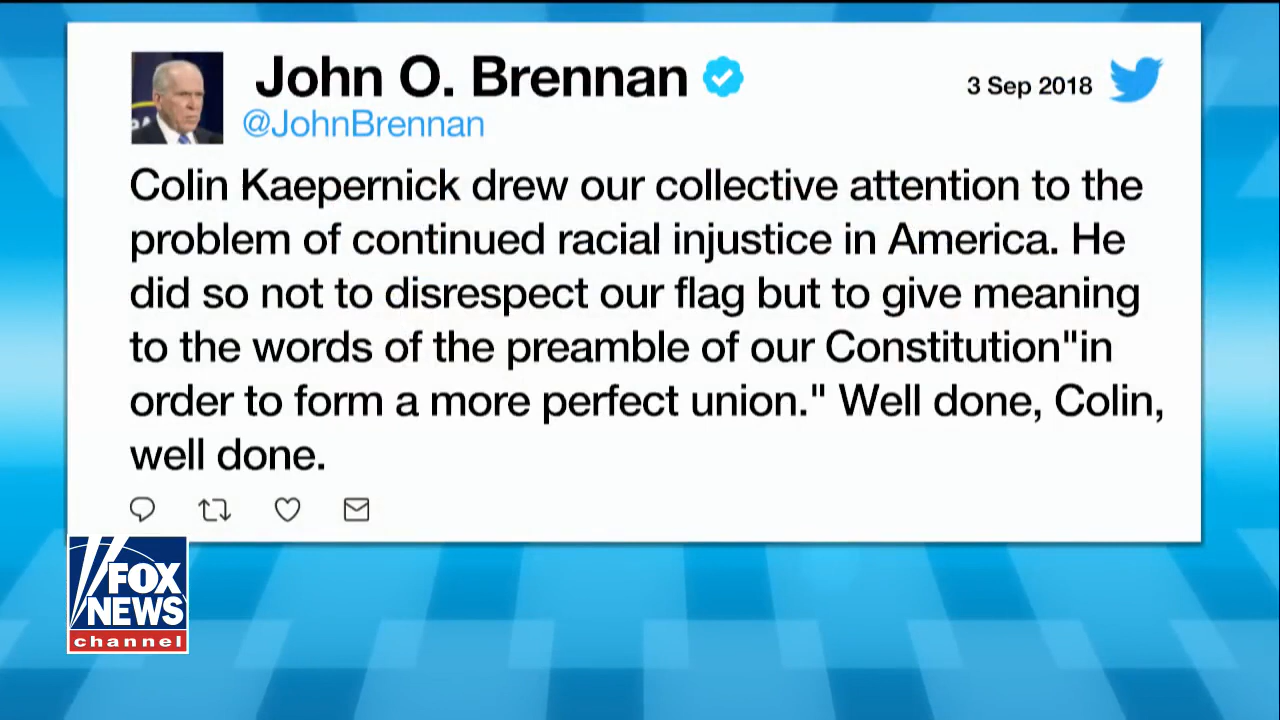 John O. Brennan
@JohnBrennan
3 Sep 2018
Colin Kaepernick drew our collective attention to the
problem of continued racial injustice in America. He
did so not to disrespect our flag but to give meaning
to the words of the preamble of our Constitution"in
order to form a more perfect union." Well done, Colin,
well done.
FOX
NEWS
channel